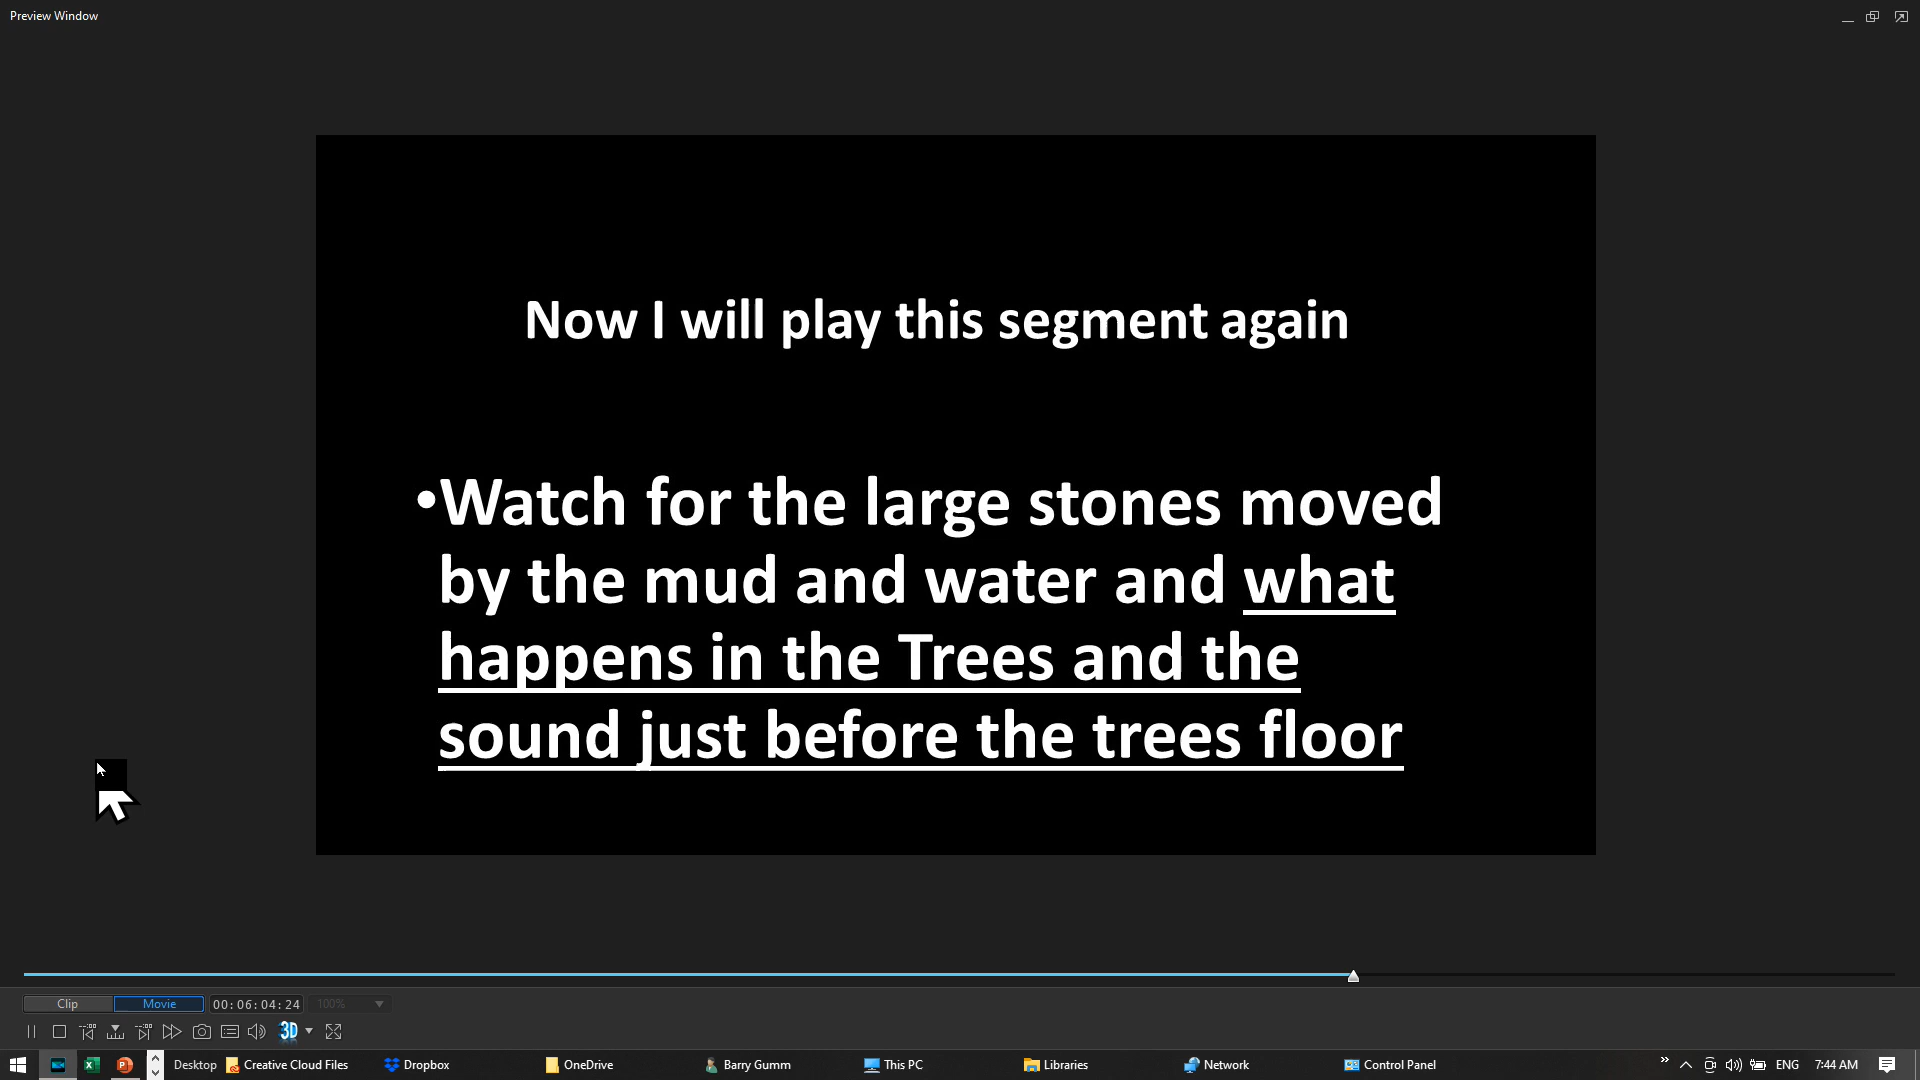 Preview Window
Now I will play this segment again
•Watch for the large stones moved
by the mud and water and what
happens in the Trees and the
sound just before the trees floor
Clip Movie 00:06:04:24 100%
3D
Desktop Creative Cloud Files Dropbox OneDrive Barry Gumm This PC Libraries Network Control Panel » ENG 7:44 AM